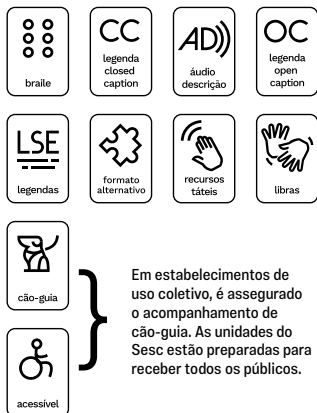 braile
CC
legenda
closed
caption
AD))
áudio
descrição
OC
legenda
open
caption
LSE
legendas
formato
alternativo
recursos
táteis
libras
cão-guia
acessível
Em estabelecimentos de
uso coletivo, é assegurado
o acompanhamento de
cão-guia. As unidades do
Sesc estão preparadas para
receber todos os públicos.